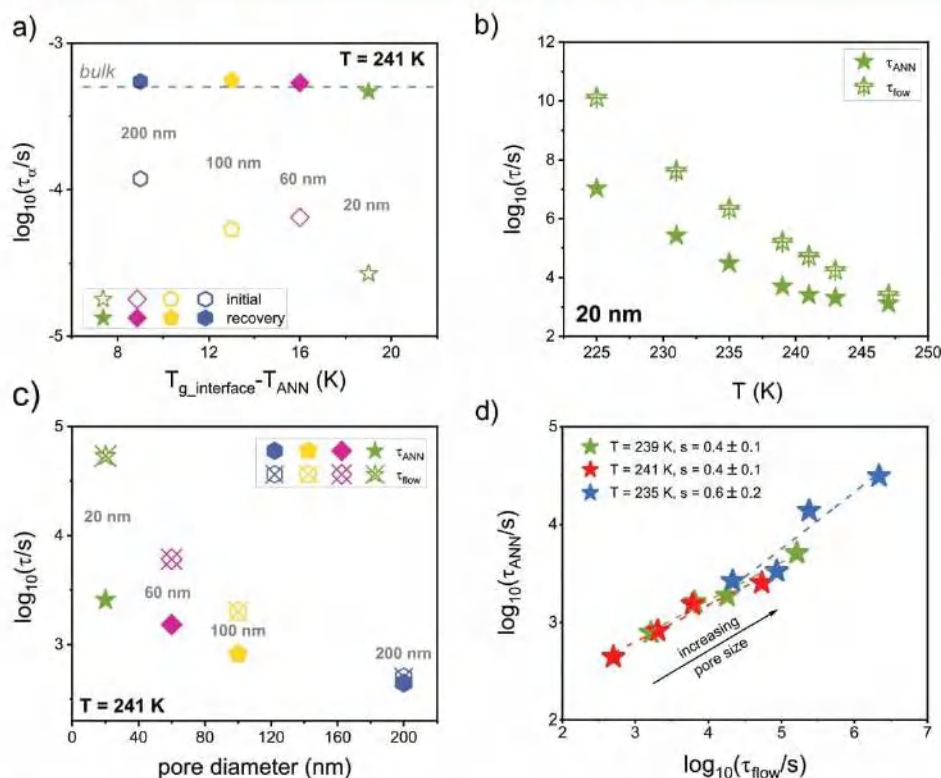 a)
-3
T = 241 K
bulk
200 nm
100 nm
60 nm
20 nm
log10(τα/s)
-4
initial
recovery
-5
8 12 16 20
Tg_interface-TANN (K)
b)
12
τANN
τflow
10
log10(τ/s)
8
6
4
20 nm
2
225 230 235 240 245 250
T (K)
c)
5
τANN
τflow
20 nm
log10(τ/s)
4
60 nm
100 nm
3
200 nm
T = 241 K
0 40 80 120 160 200
pore diameter (nm)
d)
5
T = 239 K, s = 0.4 ± 0.1
T = 241 K, s = 0.4 ± 0.1
T = 235 K, s = 0.6 ± 0.2
log10(τANN/s)
4
3
increasing
pore size
2
2 3 4 5 6 7
log10(τflow/s)